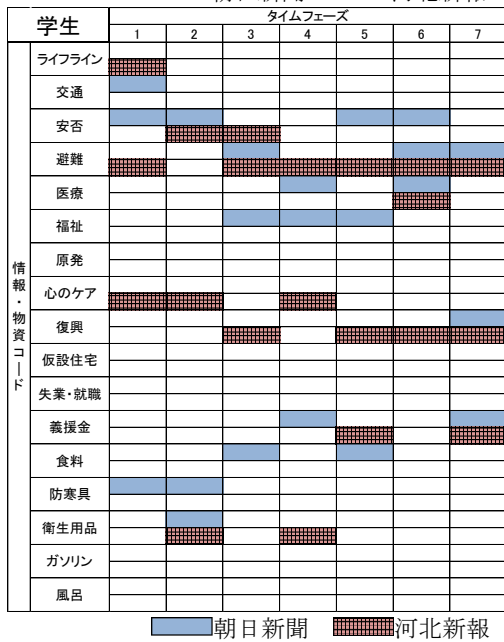 学生
タイムフェーズ
1 2 3 4 5 6 7
情報・物資コード
ライフライン
交通
安否
避難
医療
福祉
原発
心のケア
復興
仮設住宅
失業・就職
義援金
食料
防寒具
衛生用品
ガソリン
風呂
朝日新聞 河北新報